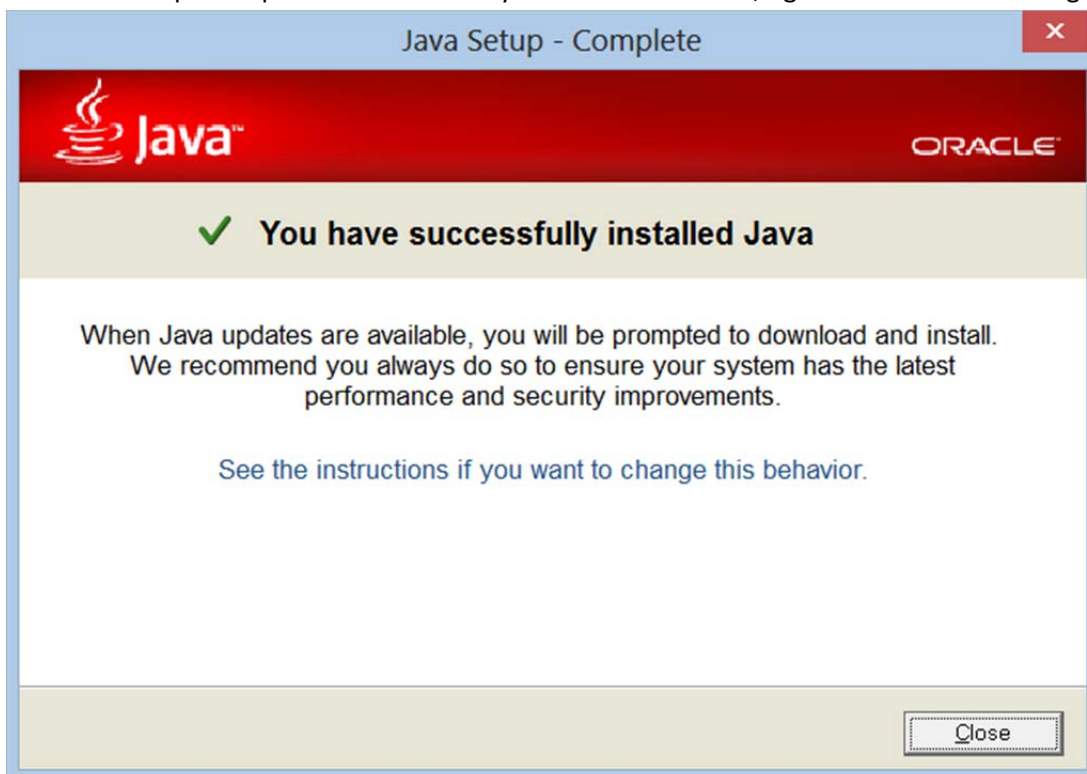 Java Setup - Complete
Java™
ORACLE
✓ You have successfully installed Java
When Java updates are available, you will be prompted to download and install.
We recommend you always do so to ensure your system has the latest
performance and security improvements.
See the instructions if you want to change this behavior.
Close